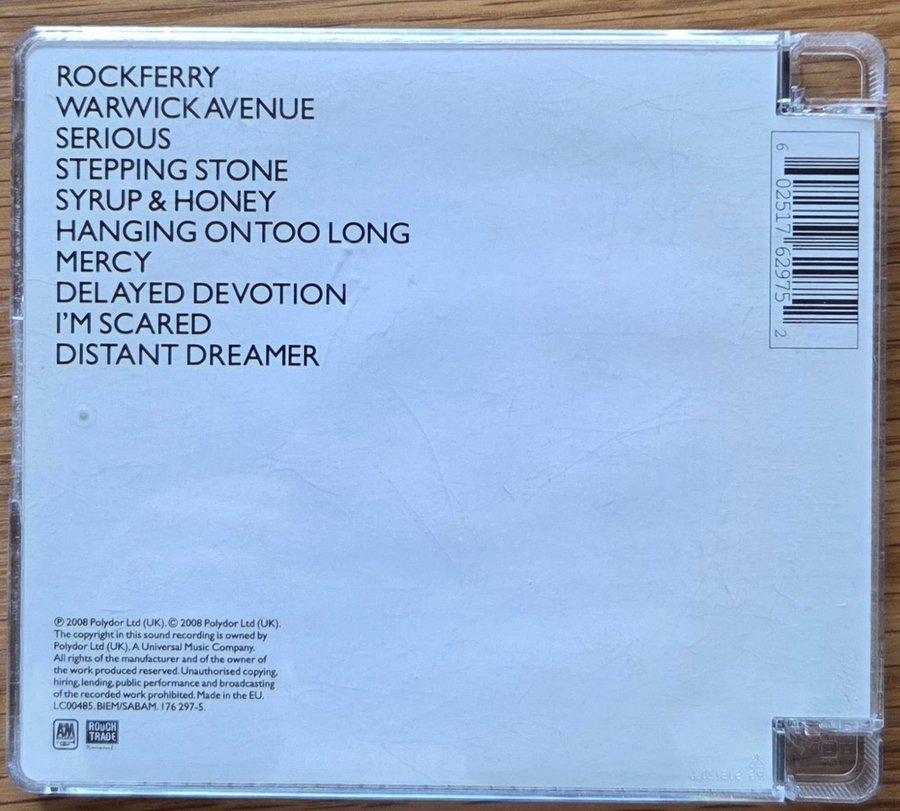 ROCKFERRY
WARWICK AVENUE
SERIOUS
STEPPING STONE
SYRUP & HONEY
HANGING ON TOO LONG
MERCY
DELAYED DEVOTION
I'M SCARED
DISTANT DREAMER
6 02517 62975 2
℗ 2008 Polydor Ltd (UK). © 2008 Polydor Ltd (UK).
The copyright in this sound recording is owned by
Polydor Ltd (UK), A Universal Music Company.
All rights of the manufacturer and of the owner of
the work produced reserved. Unauthorised copying,
hiring, lending, public performance and broadcasting
of the recorded work prohibited. Made in the EU.
LC00485. BIEM/SABAM. 176 297-5.
A&M
ROUGH
TRADE